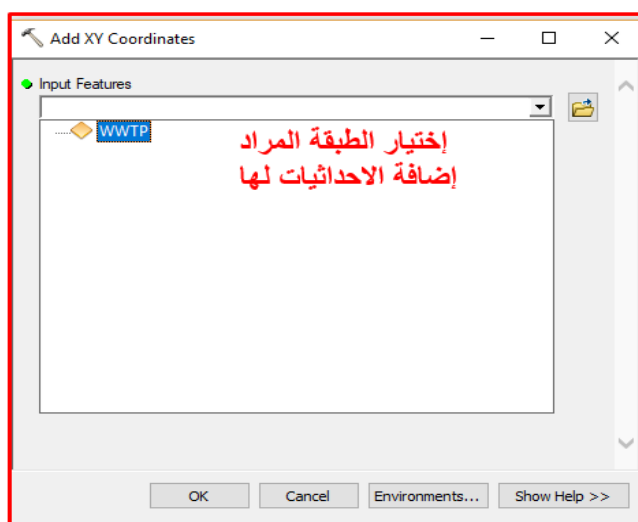 Add XY Coordinates
Input Features
WWTP
إختيار الطبقة المراد
إضافة الاحداثيات لها
OK Cancel Environments... Show Help >>